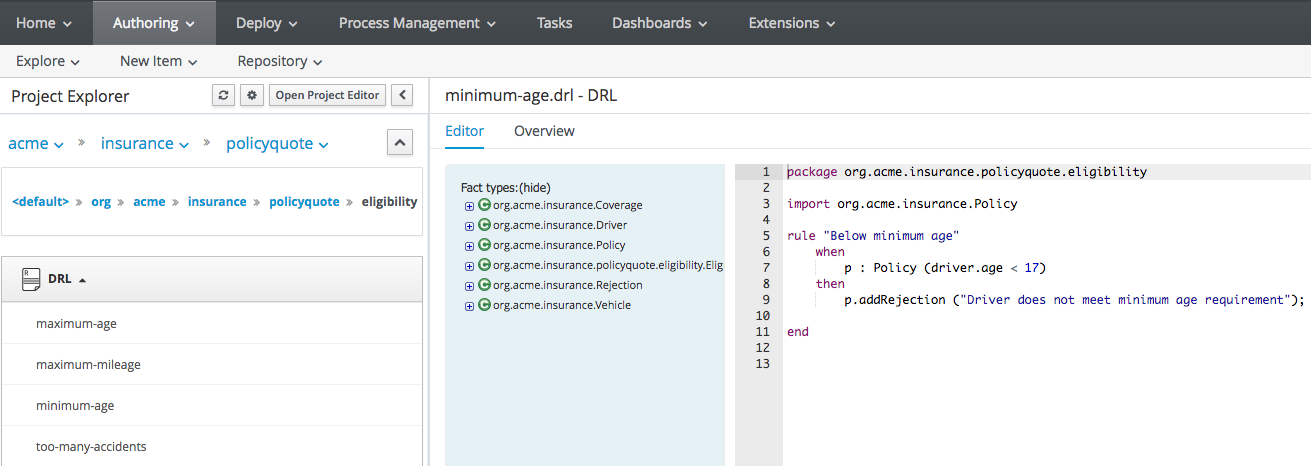 Home Authoring Deploy Process Management Tasks Dashboards Extensions
Explore New Item Repository
Project Explorer Open Project Editor
acme » insurance » policyquote
<default> » org » acme » insurance » policyquote » eligibility
R DRL
maximum-age
maximum-mileage
minimum-age
too-many-accidents
minimum-age.drl - DRL
Editor Overview
Fact types:(hide)
C org.acme.insurance.Coverage
C org.acme.insurance.Driver
C org.acme.insurance.Policy
C org.acme.insurance.policyquote.eligibility.Elig
C org.acme.insurance.Rejection
C org.acme.insurance.Vehicle
1 package org.acme.insurance.policyquote.eligibility
2
3 import org.acme.insurance.Policy
4
5 rule "Below minimum age"
6 when
7 p : Policy (driver.age < 17)
8 then
9 p.addRejection ("Driver does not meet minimum age requirement");
10
11 end
12
13